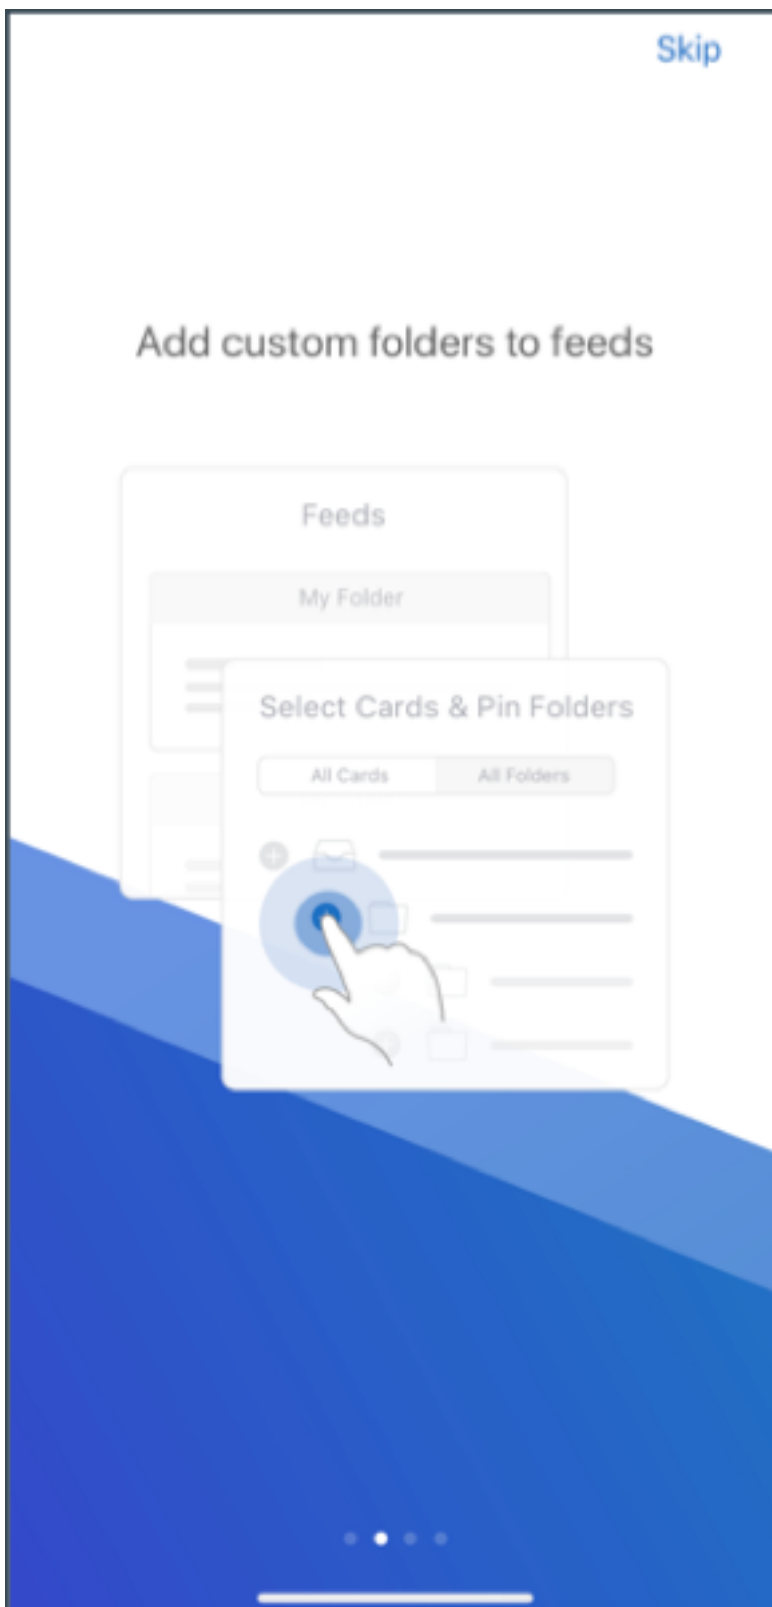 Skip
Add custom folders to feeds
Feeds
My Folder
Select Cards & Pin Folders
All Cards
All Folders